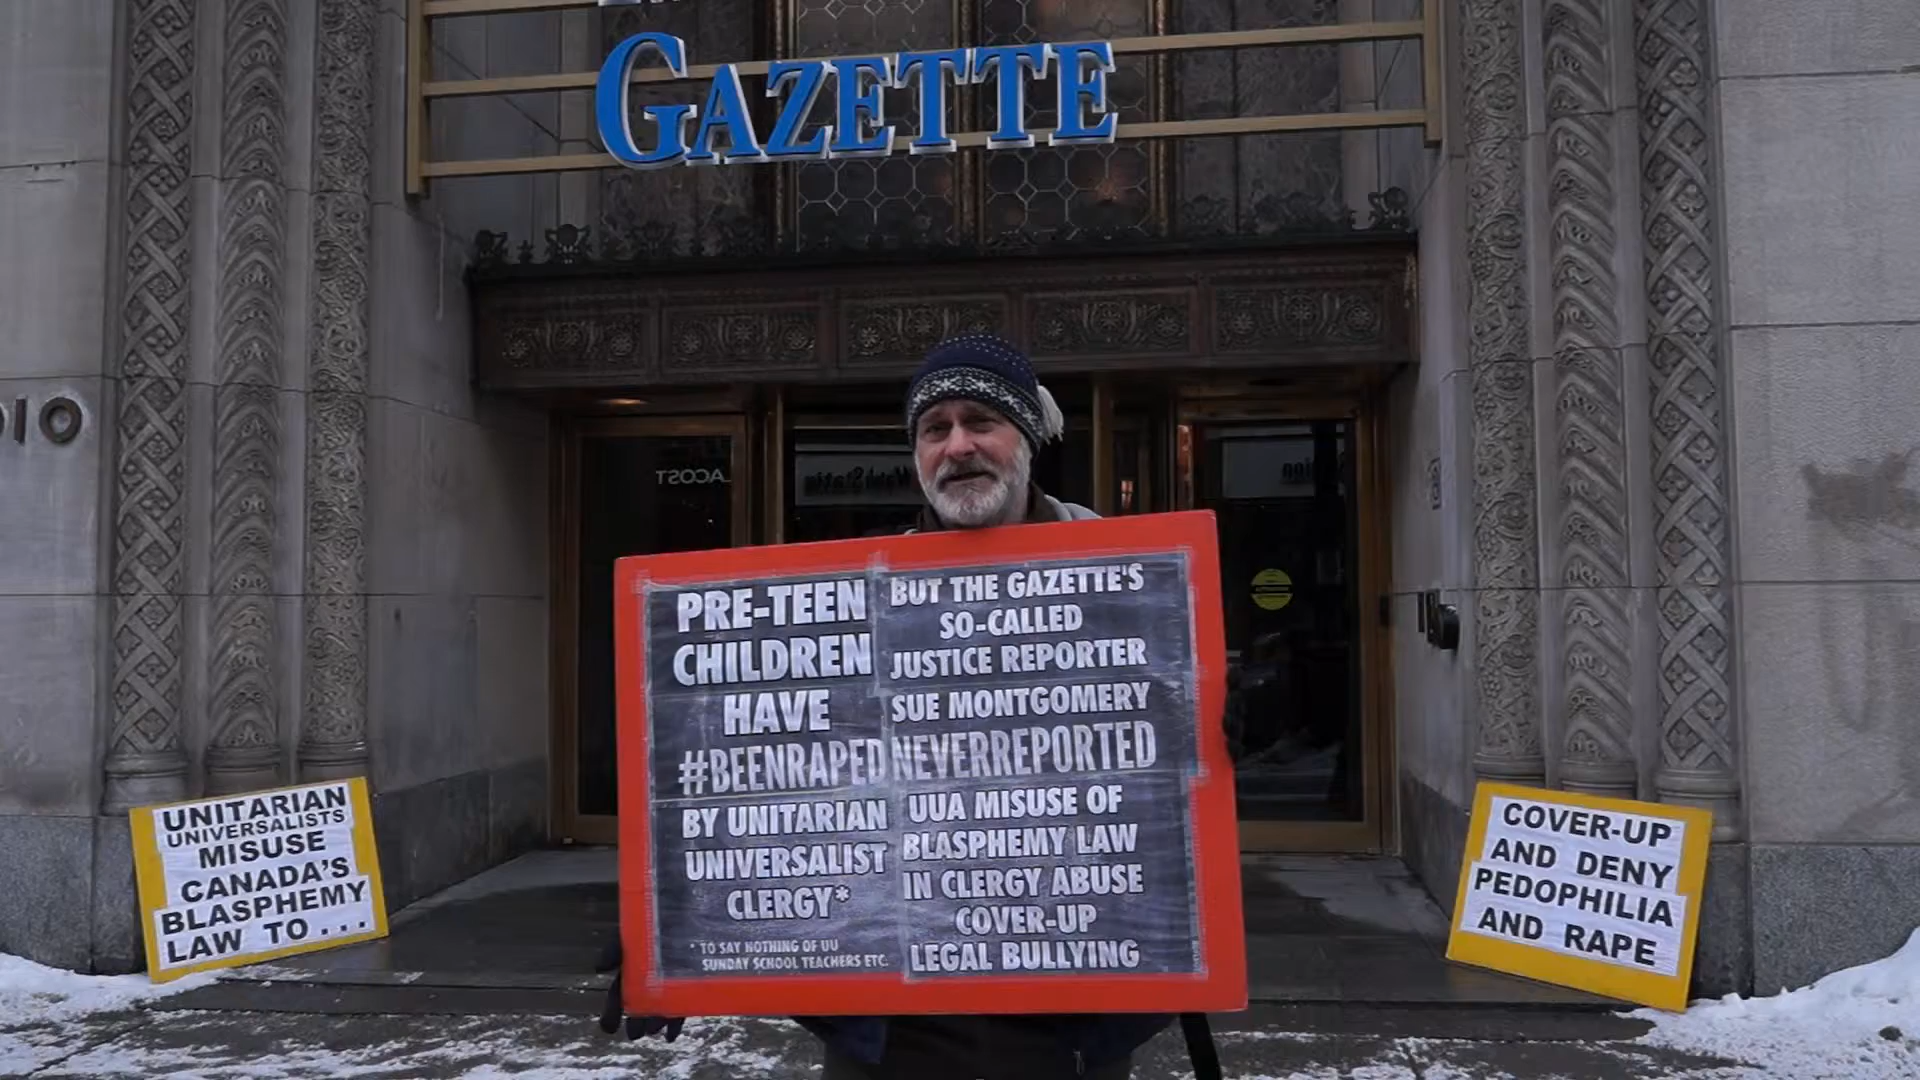 GAZETTE
010
LACOST
PRE-TEEN
CHILDREN
HAVE
#BEENRAPED
BY UNITARIAN
UNIVERSALIST
CLERGY*
* TO SAY NOTHING OF UU
SUNDAY SCHOOL TEACHERS ETC.
BUT THE GAZETTE'S
SO-CALLED
JUSTICE REPORTER
SUE MONTGOMERY
NEVERREPORTED
UUA MISUSE OF
BLASPHEMY LAW
IN CLERGY ABUSE
COVER-UP
LEGAL BULLYING
UNITARIAN
UNIVERSALISTS
MISUSE
CANADA'S
BLASPHEMY
LAW TO ...
COVER-UP
AND DENY
PEDOPHILIA
AND RAPE